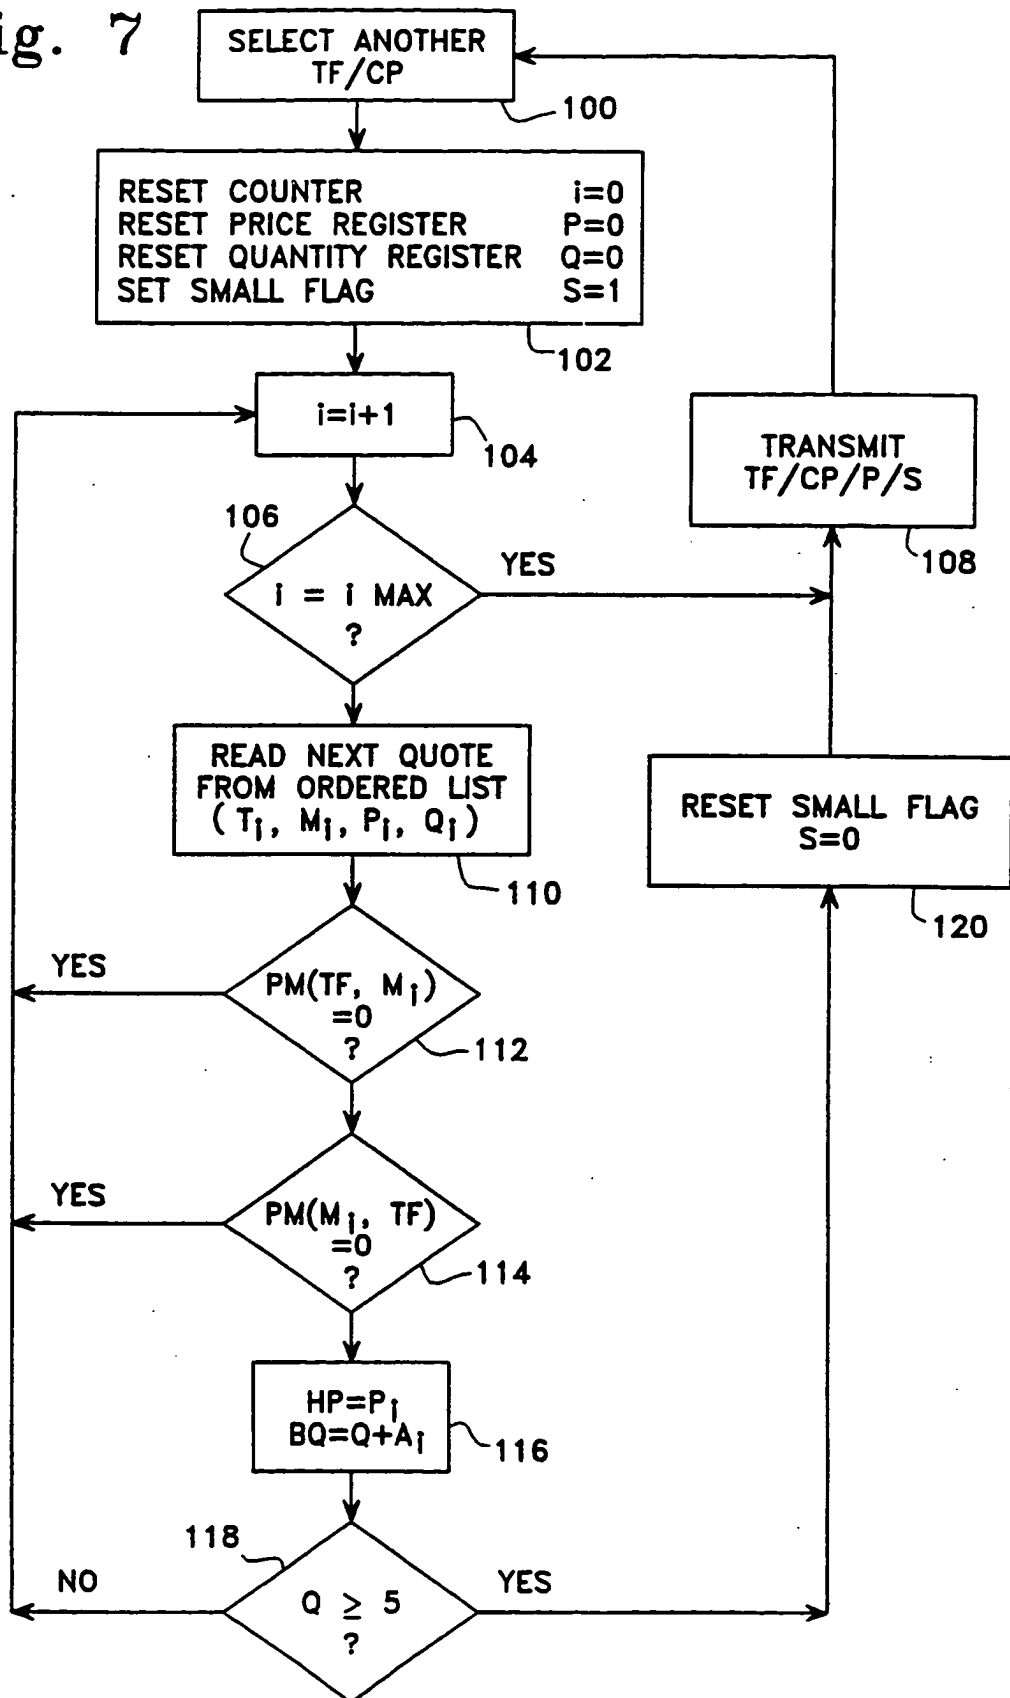 ig. 7
SELECT ANOTHER
TF/CP
100
RESET COUNTER i=0
RESET PRICE REGISTER P=0
RESET QUANTITY REGISTER Q=0
SET SMALL FLAG S=1
102
i=i+1
104
TRANSMIT
TF/CP/P/S
108
106
i = i MAX
?
YES
READ NEXT QUOTE
FROM ORDERED LIST
( Ti, Mi, Pi, Qi)
110
RESET SMALL FLAG
S=0
120
YES
PM(TF, Mi)
=0
?
112
YES
PM(Mi, TF)
=0
?
114
HP=Pi
BQ=Q+Ai
116
118
NO
Q ≥ 5
?
YES